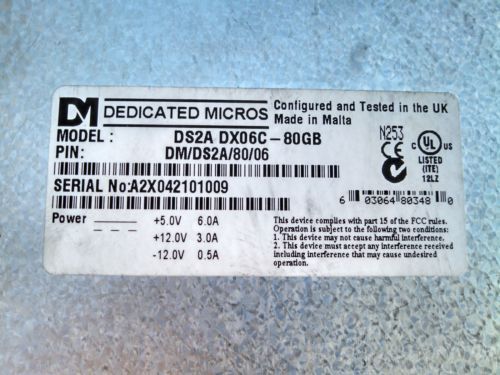 DM DEDICATED MICROS
Configured and Tested in the UK
Made in Malta
MODEL : DS2A DX06C-80GB
PIN: DM/DS2A/80/06
N253
CE
C UL US
LISTED
(ITE)
12LZ
SERIAL No:A2X042101009
6 03064 80348 0
Power +5.0V 6.0A
+12.0V 3.0A
-12.0V 0.5A
This device complies with part 15 of the FCC rules.
Operation is subject to the following two conditions:
1. This device may not cause harmful interference.
2. This device must accept any interference received
including interference that may cause undesired
operation.